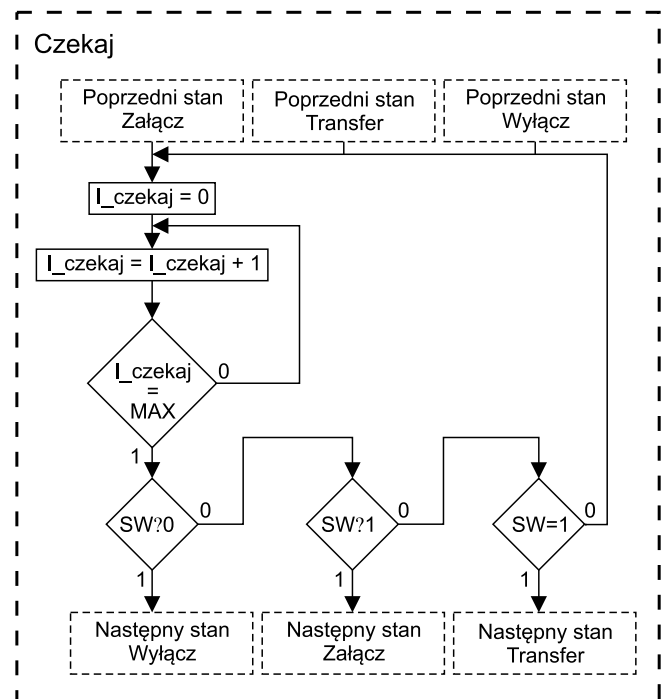 Czekaj
Poprzedni stan
Załącz
Poprzedni stan
Transfer
Poprzedni stan
Wyłącz
I_czekaj = 0
I_czekaj = I_czekaj + 1
I_czekaj
=
MAX
0
1
SW?0
0
1
SW?1
0
1
SW=1
0
1
Następny stan
Wyłącz
Następny stan
Załącz
Następny stan
Transfer